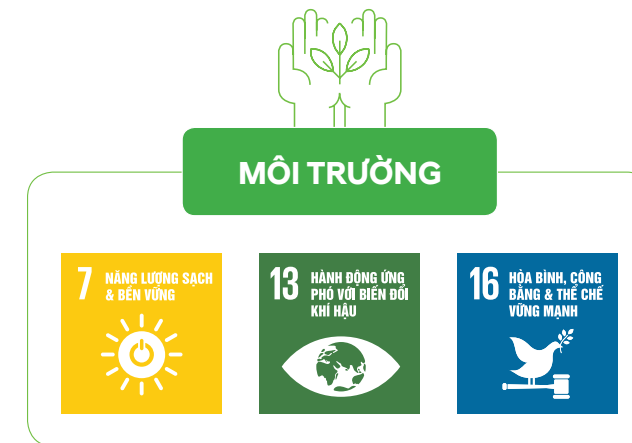 MÔI TRƯỜNG
7
NĂNG LƯỢNG SẠCH
& BỀN VỮNG
13
HÀNH ĐỘNG ỨNG
PHÓ VỚI BIẾN ĐỔI
KHÍ HẬU
16
HÒA BÌNH, CÔNG
BẰNG & THỂ CHẾ
VỮNG MẠNH